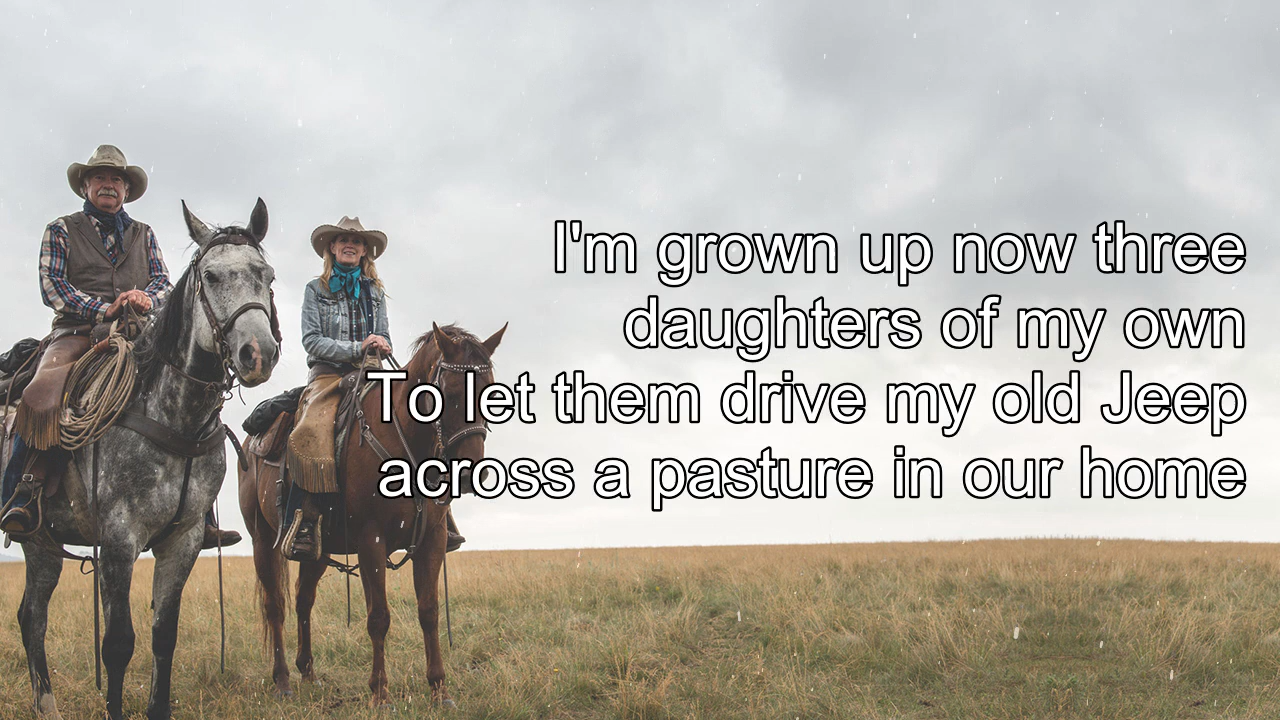 I'm grown up now three
daughters of my own
To let them drive my old Jeep
across a pasture in our home